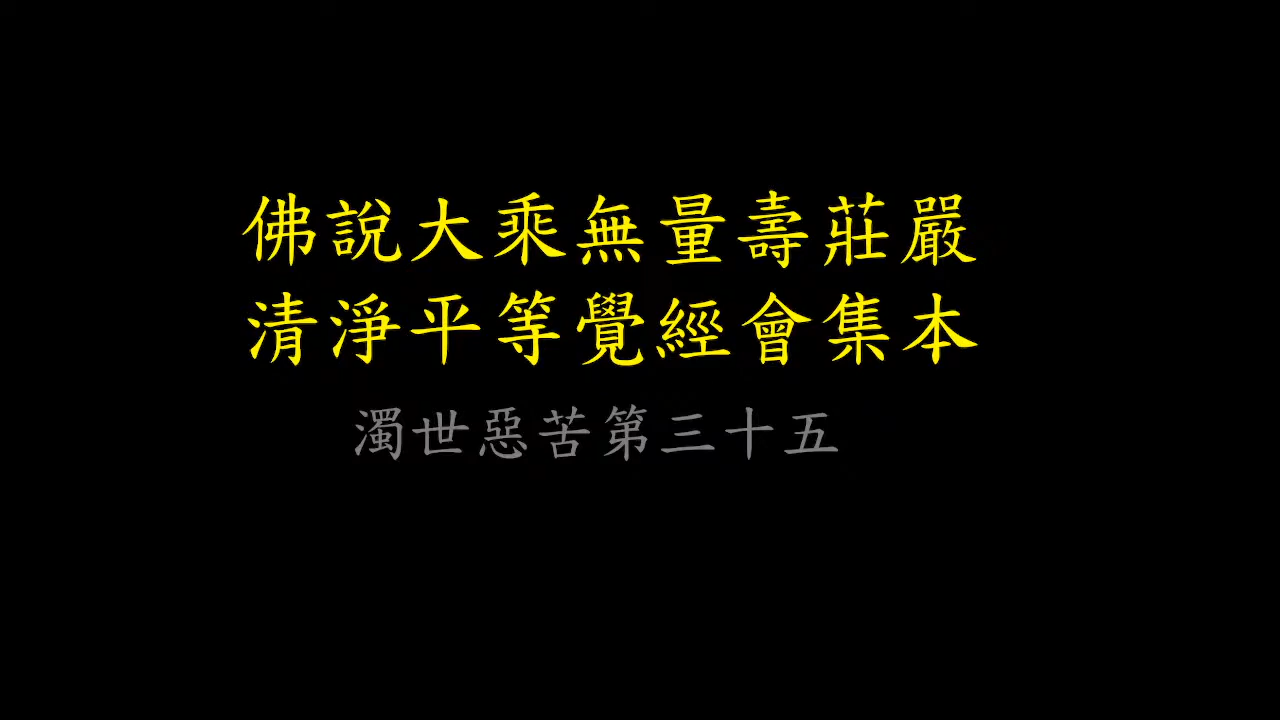 佛說大乘無量壽莊嚴
清淨平等覺經會集本
濁世惡苦第三十五